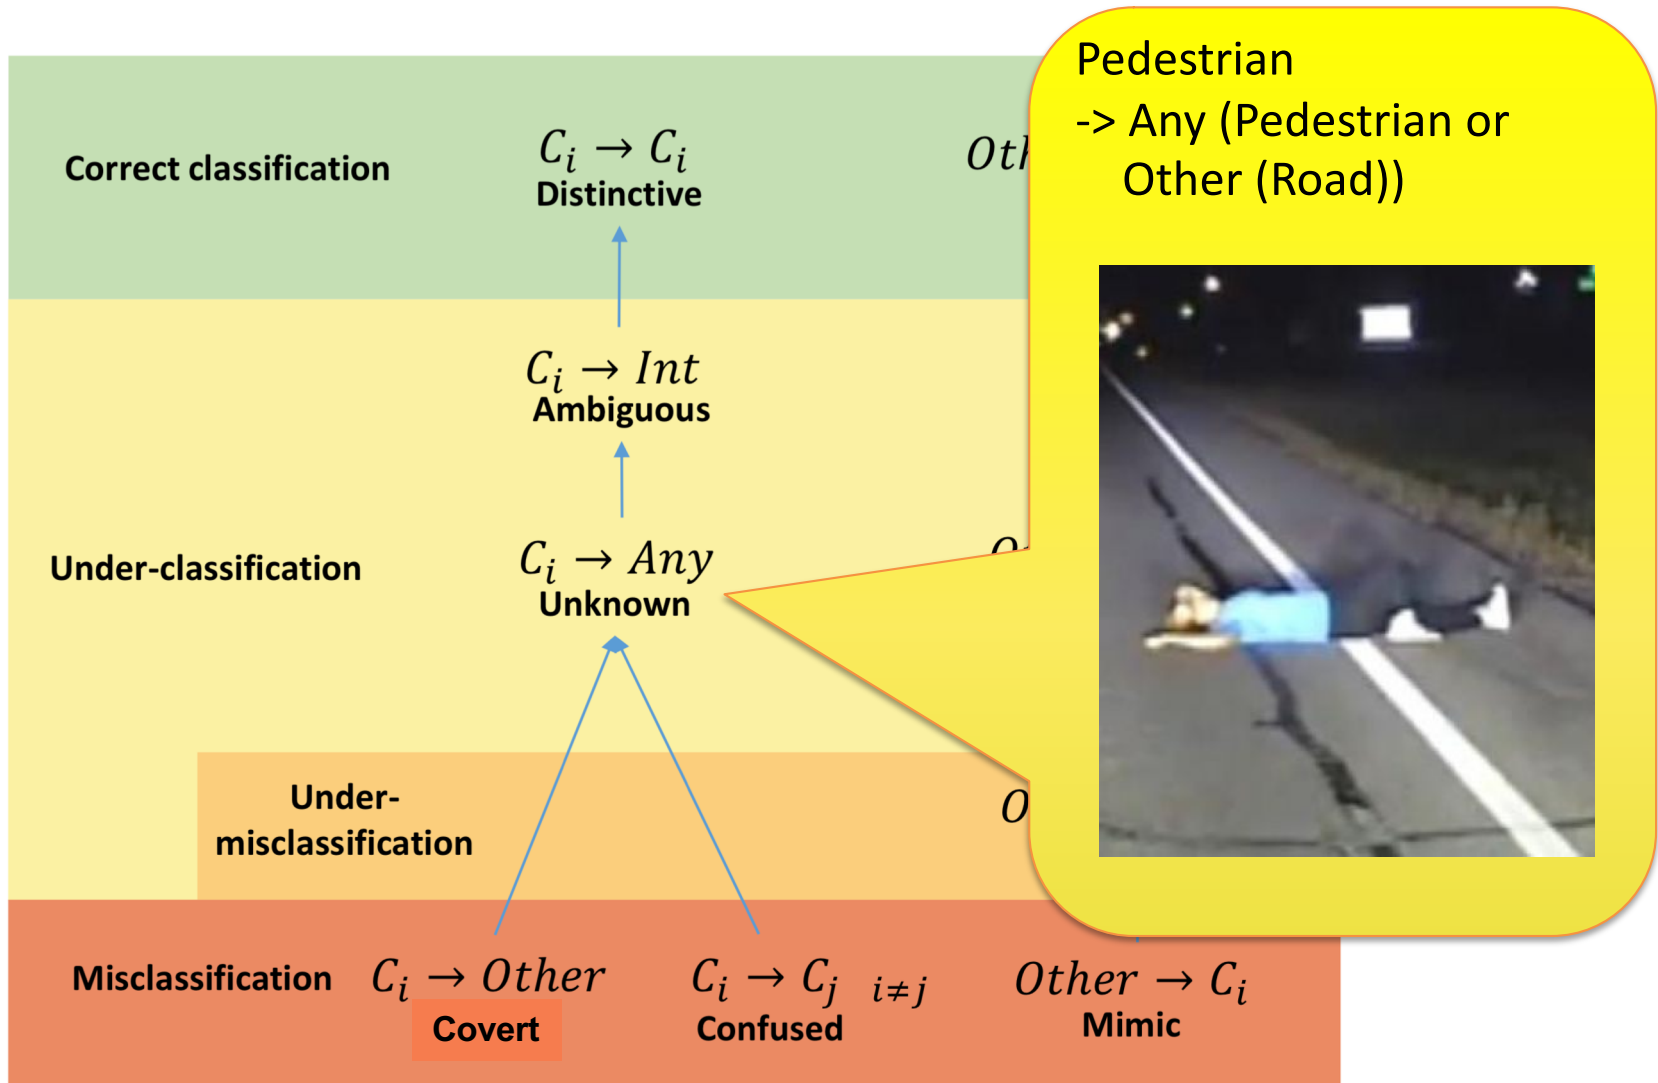 Pedestrian
-> Any (Pedestrian or
Other (Road))
Correct classification
Cᵢ → Cᵢ
Distinctive
Cᵢ → Int
Ambiguous
Under-classification
Cᵢ → Any
Unknown
Under-
misclassification
Misclassification
Cᵢ → Other
Covert
Cᵢ → Cⱼ i≠j
Confused
Other → Cᵢ
Mimic